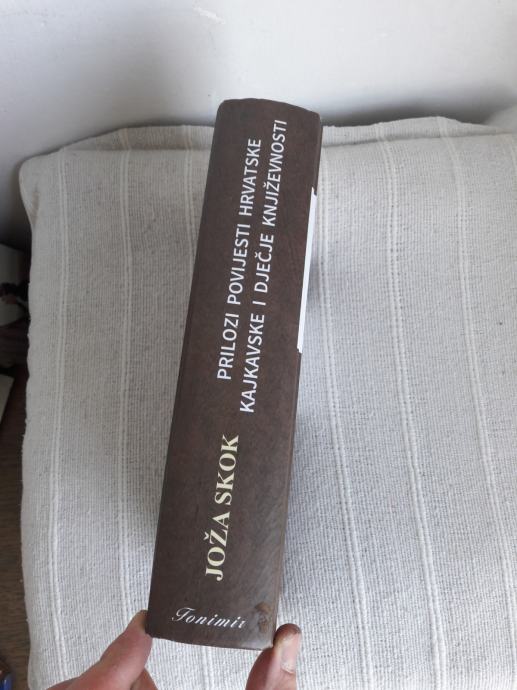 JOŽA SKOK
PRILOZI POVIJESTI HRVATSKE
KAJKAVSKE I DJEČJE KNJIŽEVNOSTI
Tonimir